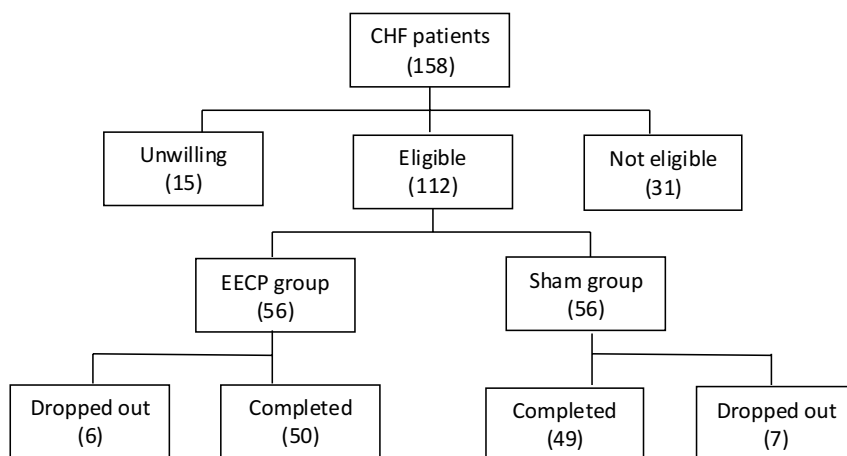 CHF patients
(158)
Unwilling
(15)
Eligible
(112)
Not eligible
(31)
EECP group
(56)
Sham group
(56)
Dropped out
(6)
Completed
(50)
Completed
(49)
Dropped out
(7)